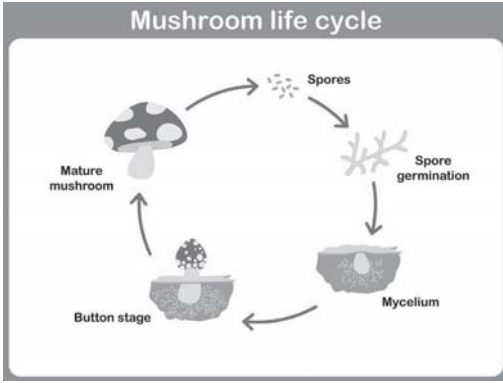 Mushroom life cycle
Spores
Spore
germination
Mycelium
Button stage
Mature
mushroom